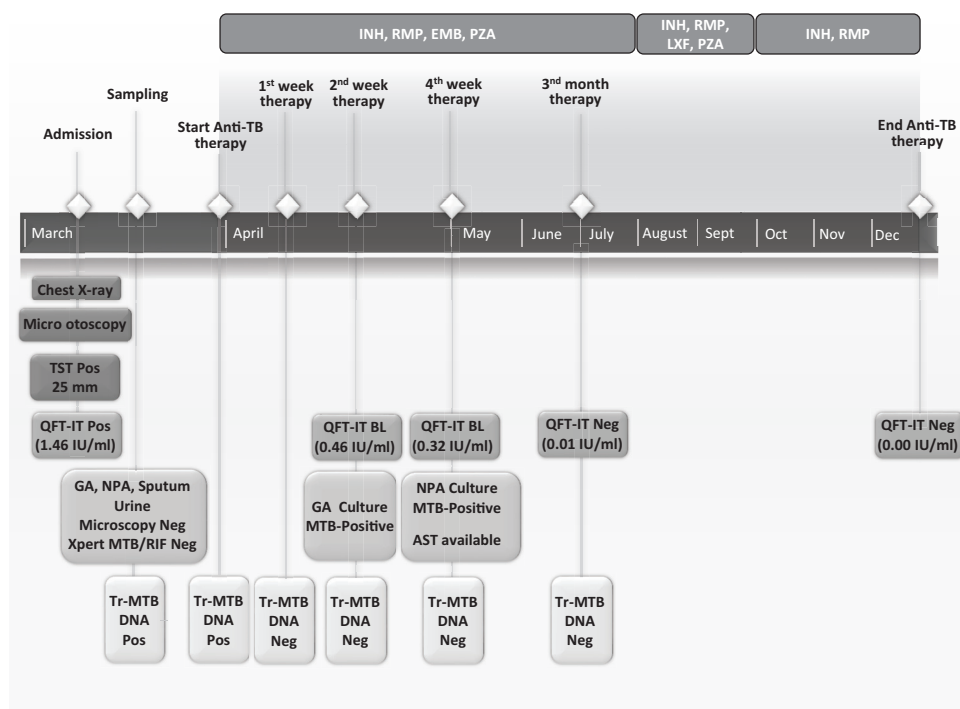 INH, RMP, EMB, PZA
INH, RMP,
LXF, PZA
INH, RMP
Admission
Sampling
Start Anti-TB
therapy
1st week
therapy
2nd week
therapy
4th week
therapy
3nd month
therapy
End Anti-TB
therapy
March
April
May
June
July
August
Sept
Oct
Nov
Dec
Chest X-ray
Micro otoscopy
TST Pos
25 mm
QFT-IT Pos
(1.46 IU/ml)
QFT-IT BL
(0.46 IU/ml)
QFT-IT BL
(0.32 IU/ml)
QFT-IT Neg
(0.01 IU/ml)
QFT-IT Neg
(0.00 IU/ml)
GA, NPA, Sputum
Urine
Microscopy Neg
Xpert MTB/RIF Neg
GA Culture
MTB-Positive
NPA Culture
MTB-Positive
AST available
Tr-MTB
DNA
Pos
Tr-MTB
DNA
Pos
Tr-MTB
DNA
Neg
Tr-MTB
DNA
Neg
Tr-MTB
DNA
Neg
Tr-MTB
DNA
Neg